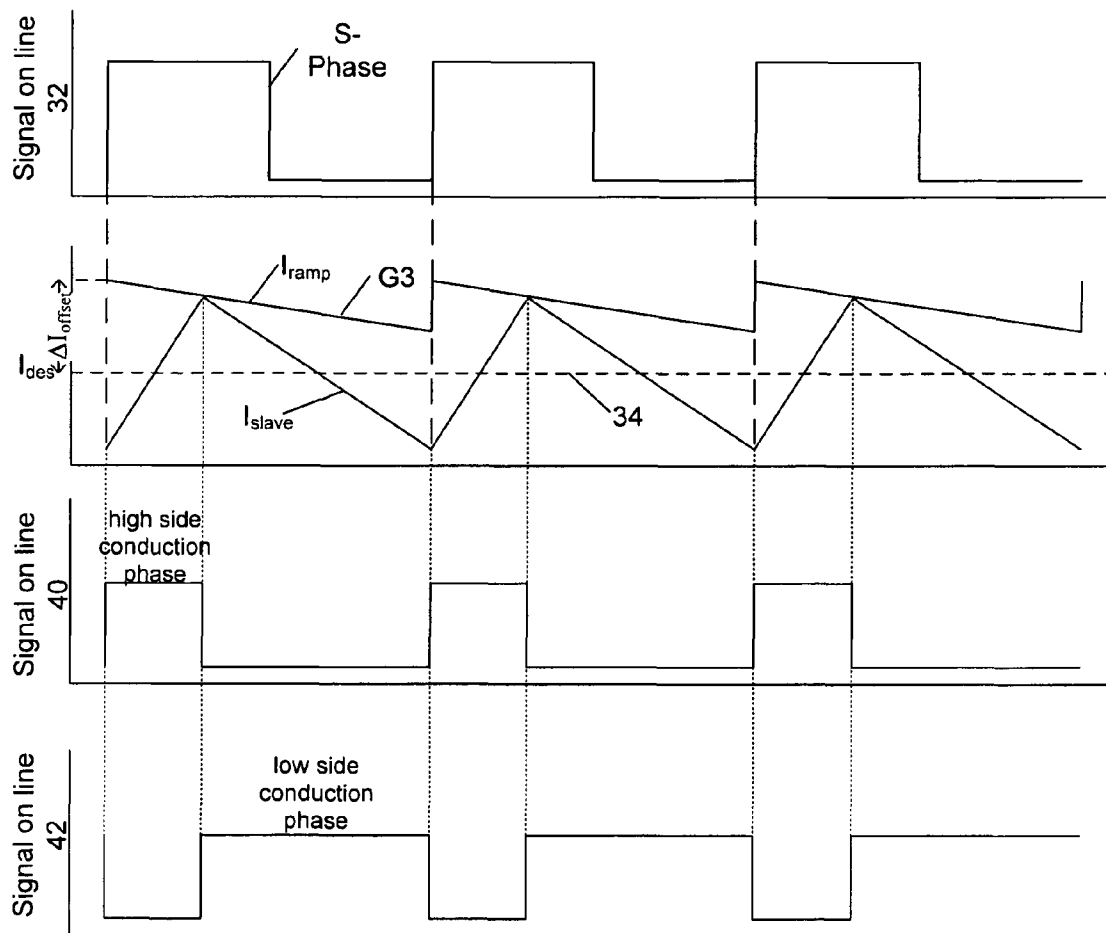 Signal on line
32
S-
Phase
I_ramp
G3
ΔI_offset
I_des
I_slave
34
Signal on line
40
high side
conduction
phase
Signal on line
42
low side
conduction
phase